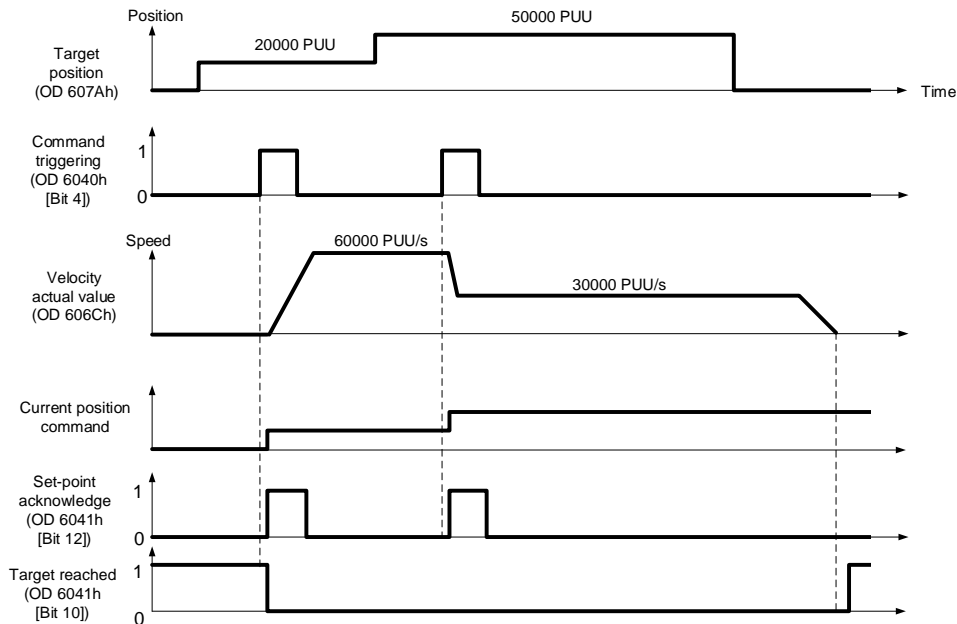 Position
50000 PUU
20000 PUU
Target
position
(OD 607Ah)
Time
Command
triggering
(OD 6040h
[Bit 4])
1
0
Speed
60000 PUU/s
30000 PUU/s
Velocity
actual value
(OD 606Ch)
Current position
command
Set-point
acknowledge
(OD 6041h
[Bit 12])
1
0
Target reached
(OD 6041h
[Bit 10])
1
0